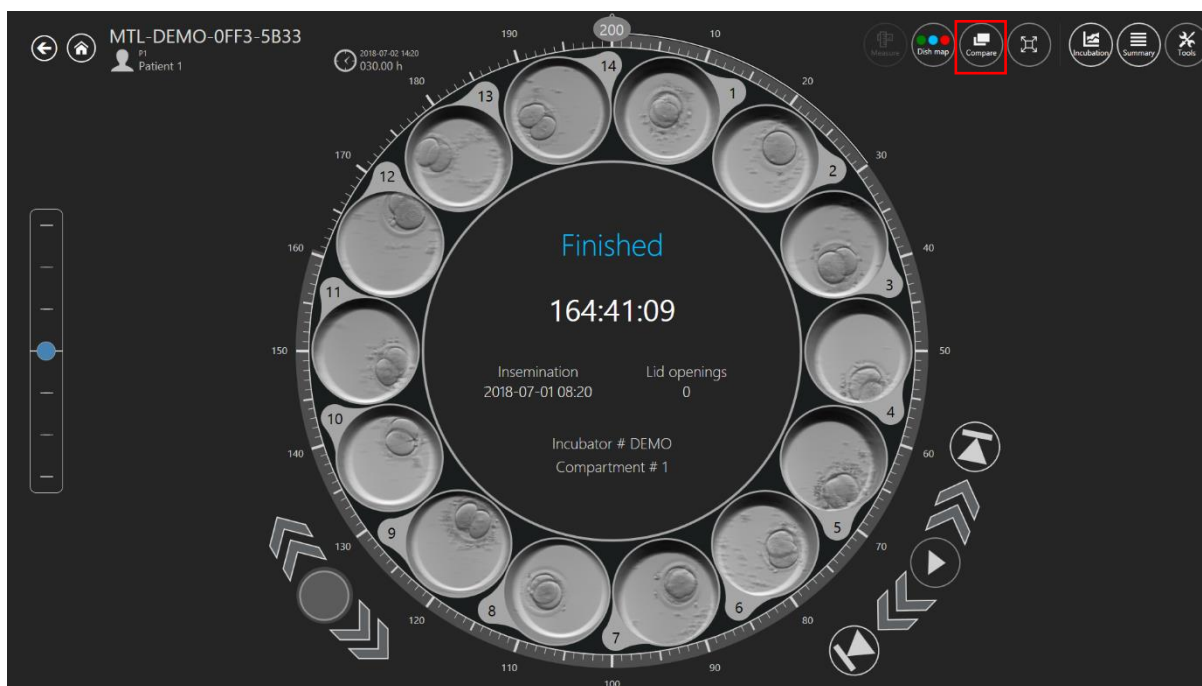 MTL-DEMO-0FF3-5B33
P1
Patient 1
2018-07-02 14:20
030.00 h
Measure
Dish map
Compare
Incubation
Summary
Tools
200
10
20
30
40
50
60
70
80
90
100
110
120
130
140
150
160
170
180
190
1
2
3
4
5
6
7
8
9
10
11
12
13
14
Finished
164:41:09
Insemination
2018-07-01 08:20
Lid openings
0
Incubator # DEMO
Compartment # 1